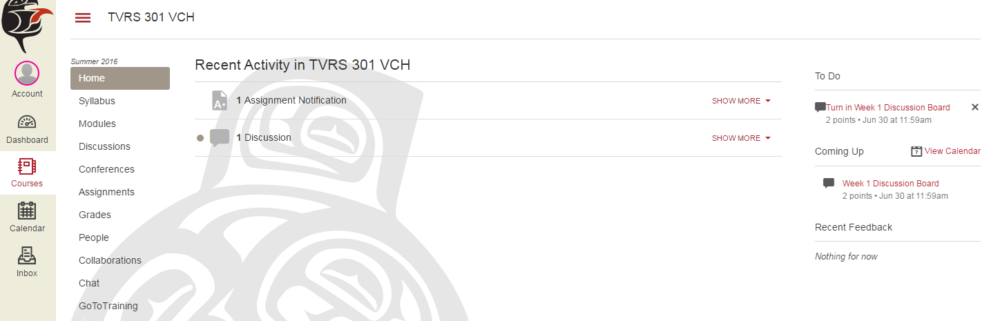 TVRS 301 VCH
Account
Dashboard
Courses
Calendar
Inbox
Summer 2016
Home
Syllabus
Modules
Discussions
Conferences
Assignments
Grades
People
Collaborations
Chat
GoToTraining
Recent Activity in TVRS 301 VCH
A+
1 Assignment Notification
SHOW MORE
1 Discussion
SHOW MORE
To Do
Turn in Week 1 Discussion Board
2 points • Jun 30 at 11:59am
Coming Up
7 View Calendar
Week 1 Discussion Board
2 points • Jun 30 at 11:59am
Recent Feedback
Nothing for now